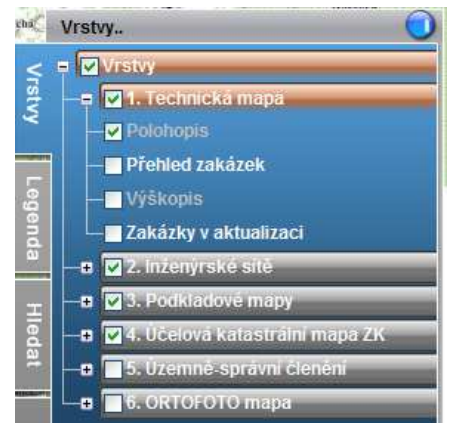 Vrstvy..
Vrstvy
Legenda
Hledat
Vrstvy
1. Technická mapa
Polohopis
Přehled zakázek
Výškopis
Zakázky v aktualizaci
2. Inženýrské sítě
3. Podkladové mapy
4. Účelová katastrální mapa ZK
5. Územně-správní členění
6. ORTOFOTO mapa